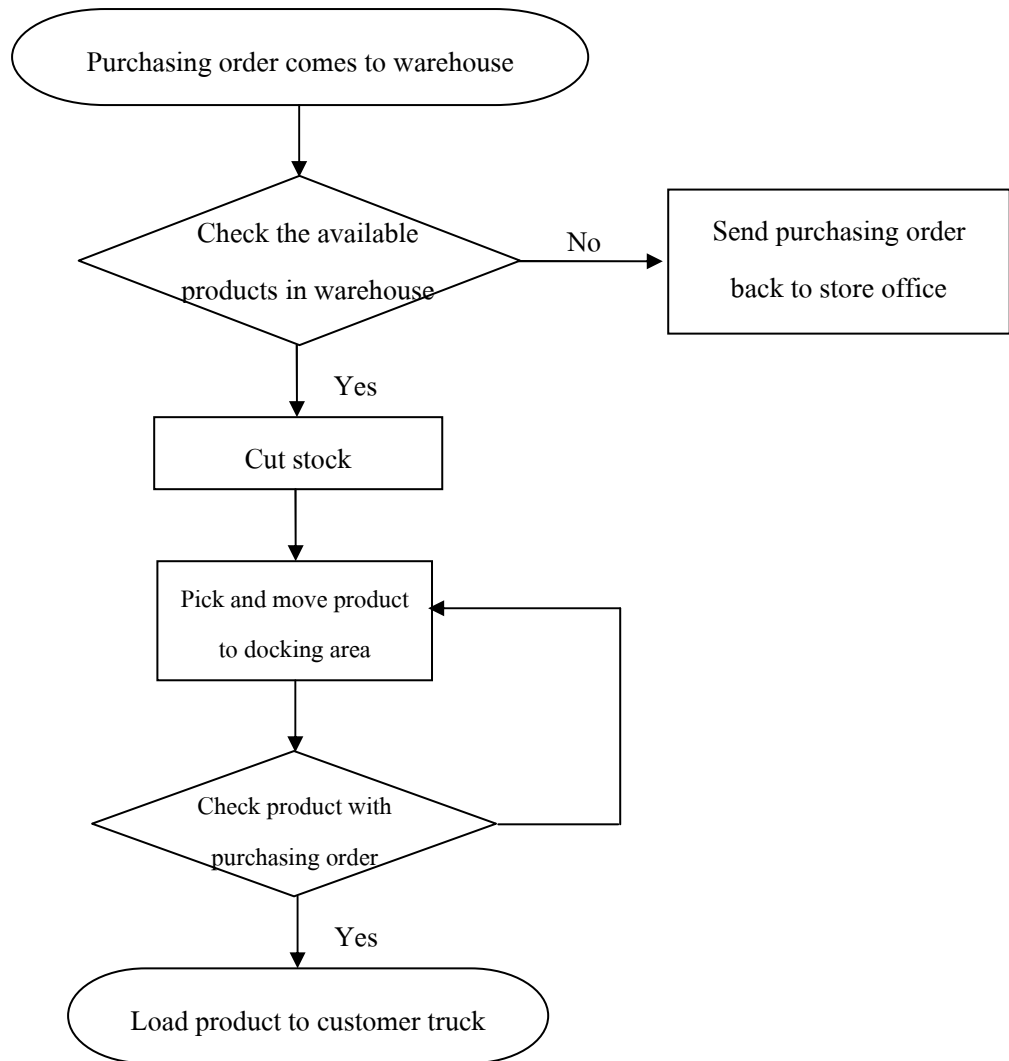 Purchasing order comes to warehouse
Check the available
products in warehouse
No
Send purchasing order
back to store office
Yes
Cut stock
Pick and move product
to docking area
Check product with
purchasing order
Yes
Load product to customer truck